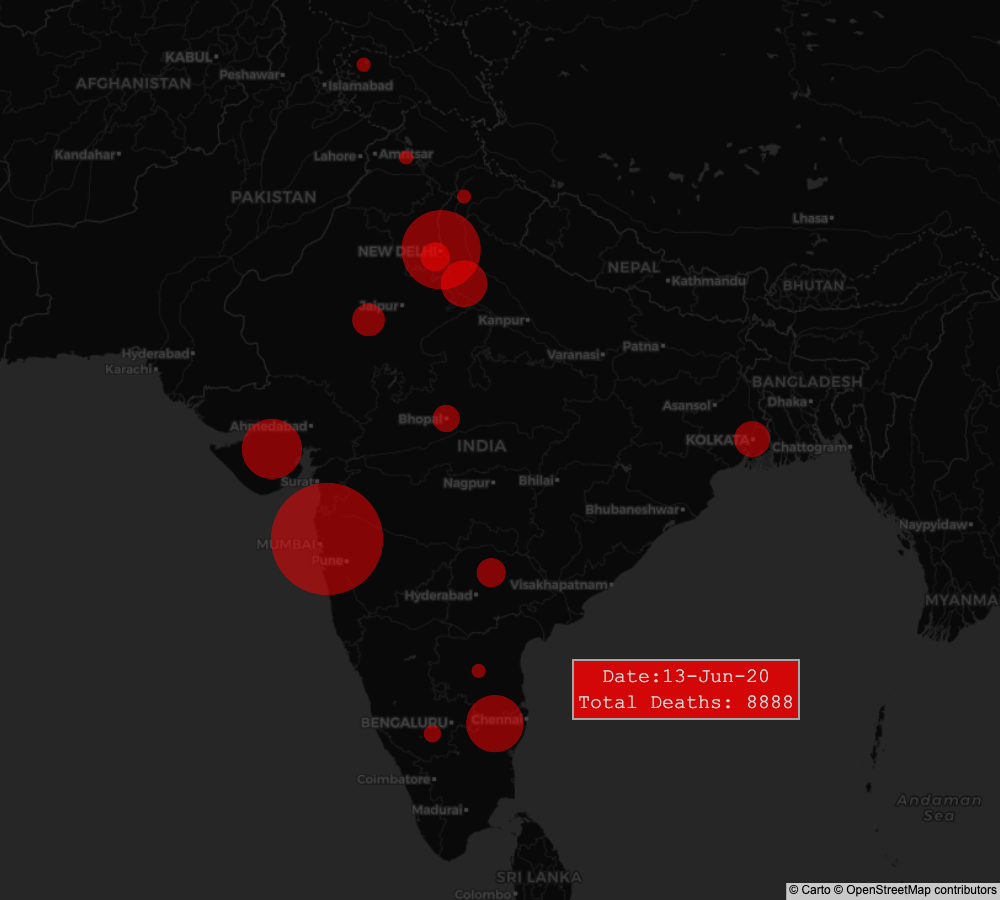 KABUL
Peshawar
AFGHANISTAN
Islamabad
Kandahar
Lahore
Amritsar
PAKISTAN
Lhasa
NEW DELHI
NEPAL
Kathmandu
BHUTAN
Jaipur
Kanpur
Hyderabad
Karachi
Varanasi
Patna
BANGLADESH
Dhaka
Asansol
Ahmedabad
Bhopal
INDIA
KOLKATA
Chattogram
Surat
Nagpur
Bhilai
Bhubaneshwar
Naypyidaw
MUMBAI
Pune
Hyderabad
Visakhapatnam
MYANMA
Date:13-Jun-20
Total Deaths: 8888
BENGALURU
Chennai
Coimbatore
Madurai
Andaman
Sea
SRI LANKA
Colombo
© Carto © OpenStreetMap contributors